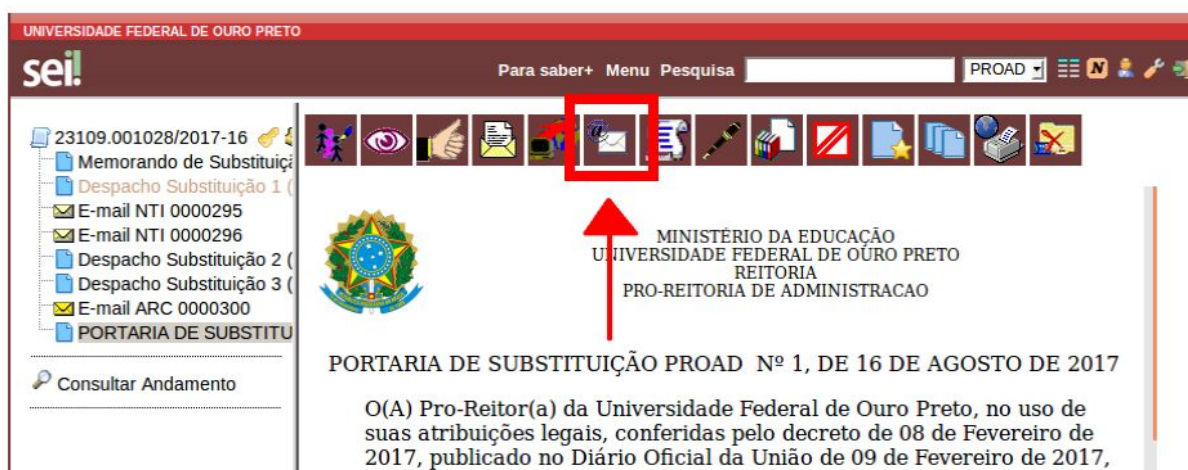 UNIVERSIDADE FEDERAL DE OURO PRETO
sei!
Para saber+ Menu Pesquisa PROAD
N
23109.001028/2017-16
Memorando de Substituiçã
Despacho Substituição 1 (
E-mail NTI 0000295
E-mail NTI 0000296
Despacho Substituição 2 (
Despacho Substituição 3 (
E-mail ARC 0000300
PORTARIA DE SUBSTITU
Consultar Andamento
@
MINISTÉRIO DA EDUCAÇÃO
UNIVERSIDADE FEDERAL DE OURO PRETO
REITORIA
PRO-REITORIA DE ADMINISTRACAO
PORTARIA DE SUBSTITUIÇÃO PROAD Nº 1, DE 16 DE AGOSTO DE 2017
O(A) Pro-Reitor(a) da Universidade Federal de Ouro Preto, no uso de
suas atribuições legais, conferidas pelo decreto de 08 de Fevereiro de
2017, publicado no Diário Oficial da União de 09 de Fevereiro de 2017,